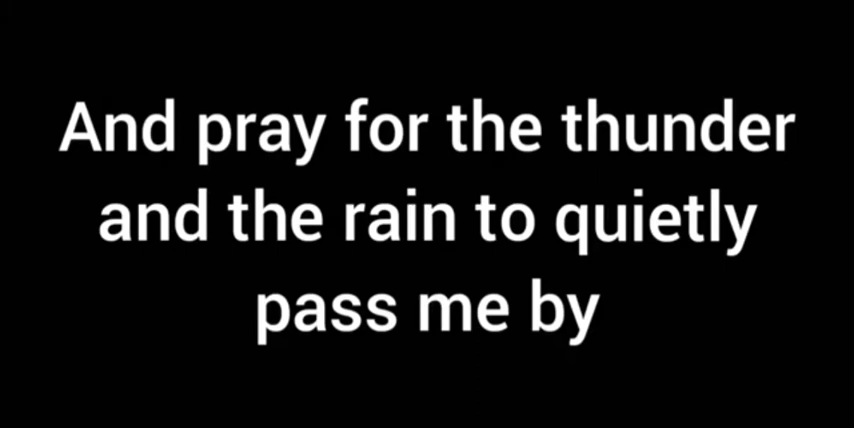 And pray for the thunder
and the rain to quietly
pass me by